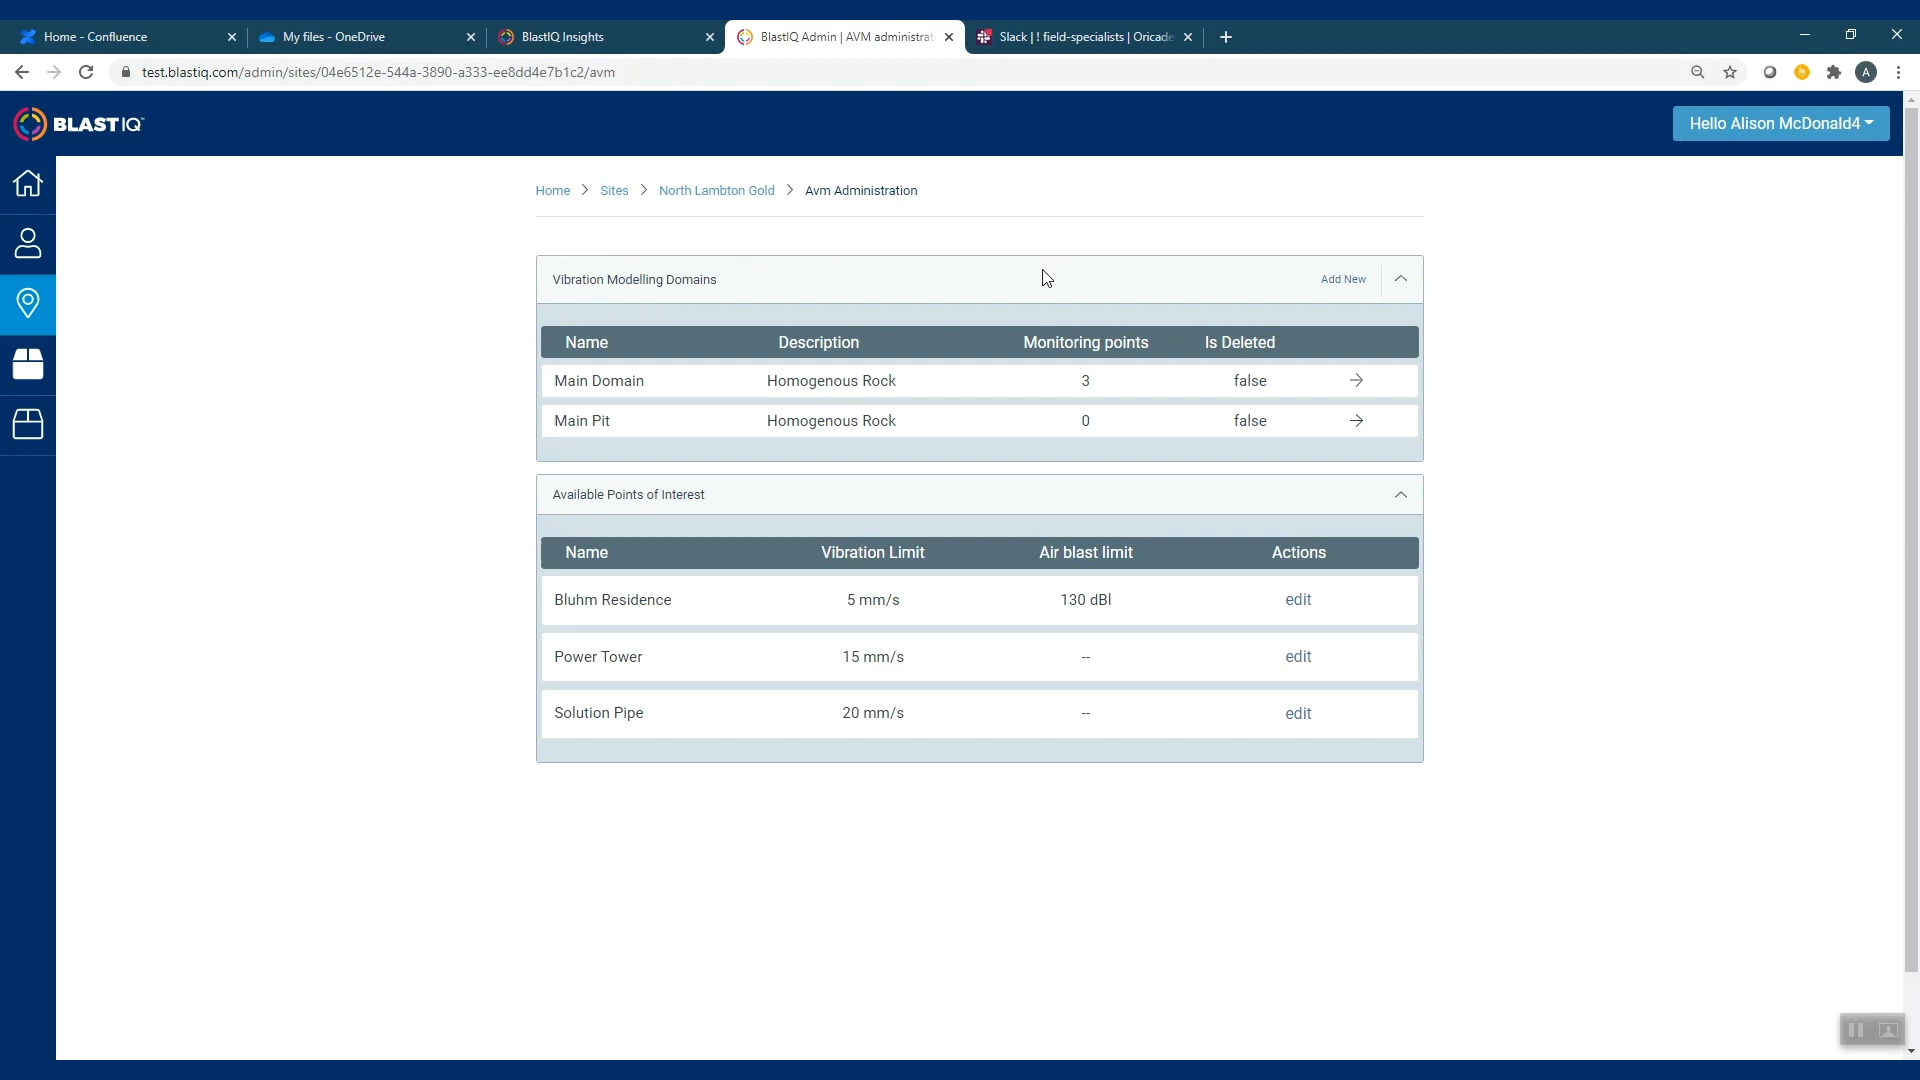 Home - Confluence
My files - OneDrive
BlastIQ Insights
BlastIQ Admin | AVM administrat
Slack | ! field-specialists | Oricade
test.blastiq.com/admin/sites/04e6512e-544a-3890-a333-ee8dd4e7b1c2/avm
A
BLASTIQ™
Hello Alison McDonald4
Home > Sites > North Lambton Gold > Avm Administration
Vibration Modelling Domains
Add New
Name Description Monitoring points Is Deleted
Main Domain Homogenous Rock 3 false →
Main Pit Homogenous Rock 0 false →
Available Points of Interest
Name Vibration Limit Air blast limit Actions
Bluhm Residence 5 mm/s 130 dBl edit
Power Tower 15 mm/s -- edit
Solution Pipe 20 mm/s -- edit